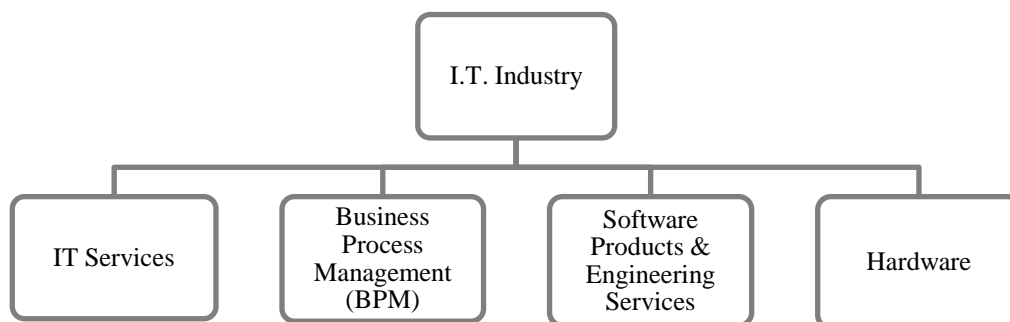 I.T. Industry
IT Services
Business
Process
Management
(BPM)
Software
Products &
Engineering
Services
Hardware